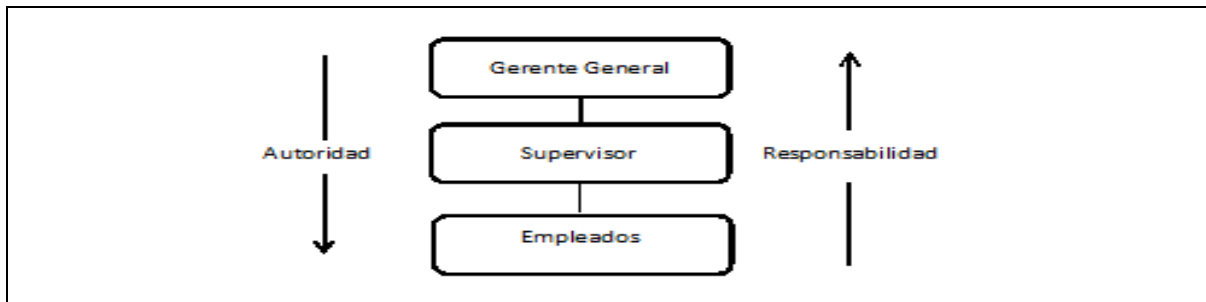 Gerente General
Autoridad
Supervisor
Responsabilidad
Empleados